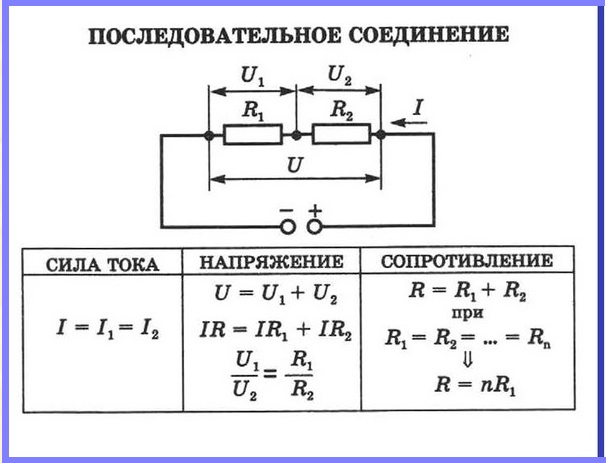 ПОСЛЕДОВАТЕЛЬНОЕ СОЕДИНЕНИЕ
U₁ U₂
R₁ R₂ I
U
− +
СИЛА ТОКА НАПРЯЖЕНИЕ СОПРОТИВЛЕНИЕ
I = I₁ = I₂
U = U₁ + U₂
IR = IR₁ + IR₂
U₁/U₂ = R₁/R₂
R = R₁ + R₂
при
R₁ = R₂ = ... = Rₙ
⇓
R = nR₁